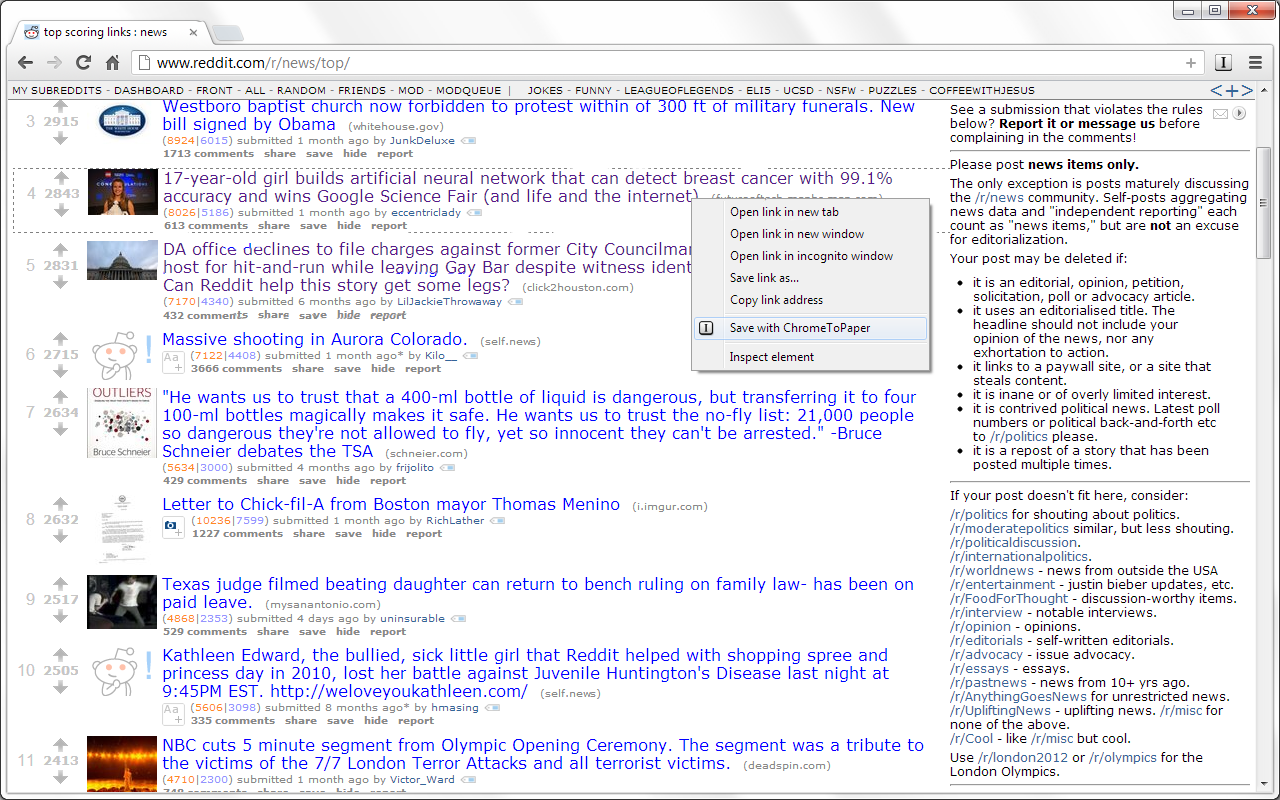 top scoring links : news
www.reddit.com/r/news/top/
MY SUBREDDITS - DASHBOARD - FRONT - ALL - RANDOM - FRIENDS - MOD - MODQUEUE | JOKES - FUNNY - LEAGUEOFLEGENDS - ELI5 - UCSD - NSFW - PUZZLES - COFFEEWITHJESUS
3 2915
Westboro baptist church now forbidden to protest within of 300 ft of military funerals. New
bill signed by Obama (whitehouse.gov)
(8924|6015) submitted 1 month ago by JunkDeluxe
1713 comments share save hide report
4 2843
17-year-old girl builds artificial neural network that can detect breast cancer with 99.1%
accuracy and wins Google Science Fair (and life and the internet)
(8026|5186) submitted 1 month ago by eccentriclady
613 comments share save hide report
5 2831
DA office declines to file charges against former City Councilman
host for hit-and-run while leaving Gay Bar despite witness
Can Reddit help this story get some legs? (click2houston.com)
(7170|4340) submitted 6 months ago by LilJackieThrowaway
432 comments share save hide report
6 2715
Massive shooting in Aurora Colorado. (self.news)
Aa
+
(7122|4408) submitted 1 month ago* by Kilo__
3666 comments share save hide report
7 2634
OUTLIERS
Bruce Schneier
"He wants us to trust that a 400-ml bottle of liquid is dangerous, but transferring it to four
100-ml bottles magically makes it safe. He wants us to trust the no-fly list: 21,000 people
so dangerous they're not allowed to fly, yet so innocent they can't be arrested." -Bruce
Schneier debates the TSA (schneier.com)
(5634|3000) submitted 4 months ago by frijolito
429 comments share save hide report
8 2632
Letter to Chick-fil-A from Boston mayor Thomas Menino (i.imgur.com)
(10236|7599) submitted 1 month ago by RichLather
1227 comments share save hide report
9 2517
Texas judge filmed beating daughter can return to bench ruling on family law- has been on
paid leave. (mysanantonio.com)
(4868|2353) submitted 4 days ago by uninsurable
529 comments share save hide report
10 2505
Kathleen Edward, the bullied, sick little girl that Reddit helped with shopping spree and
princess day in 2010, lost her battle against Juvenile Huntington's Disease last night at
9:45PM EST. http://weloveyoukathleen.com/ (self.news)
Aa
+
(5606|3098) submitted 8 months ago* by hmasing
335 comments share save hide report
11 2413
NBC cuts 5 minute segment from Olympic Opening Ceremony. The segment was a tribute to
the victims of the 7/7 London Terror Attacks and all terrorist victims. (deadspin.com)
(4710|2300) submitted 1 month ago by Victor_Ward
748 comments share save hide report
Open link in new tab
Open link in new window
Open link in incognito window
Save link as...
Copy link address
Save with ChromeToPaper
Inspect element
See a submission that violates the rules
below? Report it or message us before
complaining in the comments!
Please post news items only.
The only exception is posts maturely discussing
the /r/news community. Self-posts aggregating
news data and "independent reporting" each
count as "news items," but are not an excuse
for editorialization.
Your post may be deleted if:
• it is an editorial, opinion, petition,
solicitation, poll or advocacy article.
• it uses an editorialised title. The
headline should not include your
opinion of the news, nor any
exhortation to action.
• it links to a paywall site, or a site that
steals content.
• it is inane or of overly limited interest.
• it is contrived political news. Latest poll
numbers or political back-and-forth etc
to /r/politics please.
• it is a repost of a story that has been
posted multiple times.
If your post doesn't fit here, consider:
/r/politics for shouting about politics.
/r/moderatepolitics similar, but less shouting.
/r/politicaldiscussion.
/r/internationalpolitics.
/r/worldnews - news from outside the USA
/r/entertainment - justin bieber updates, etc.
/r/FoodForThought - discussion-worthy items.
/r/interview - notable interviews.
/r/opinion - opinions.
/r/editorials - self-written editorials.
/r/advocacy - issue advocacy.
/r/essays - essays.
/r/pastnews - news from 10+ yrs ago.
/r/AnythingGoesNews for unrestricted news.
/r/UpliftingNews - uplifting news. /r/misc for
none of the above.
/r/Cool - like /r/misc but cool.
Use /r/london2012 or /r/olympics for the
London Olympics.